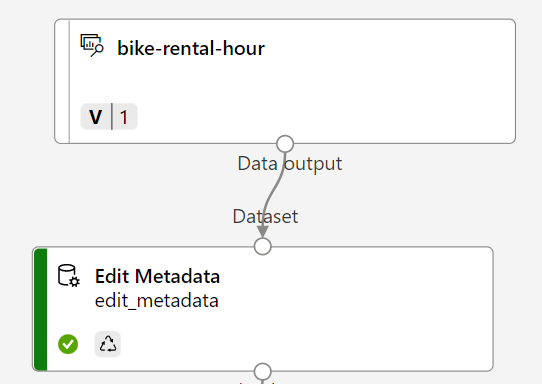 bike-rental-hour
V 1
Data output
Dataset
Edit Metadata
edit_metadata